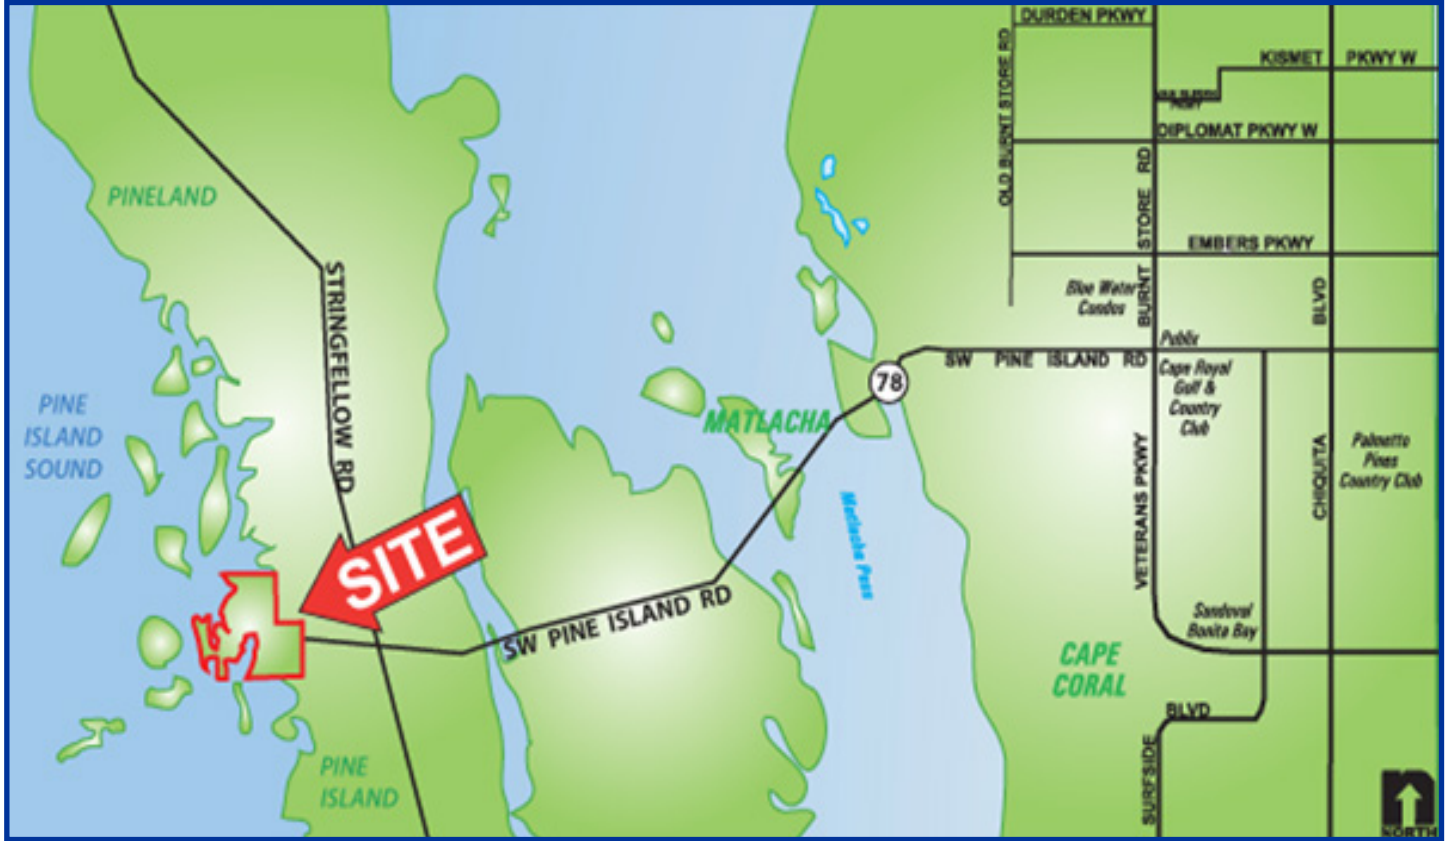 DURDEN PKWY
KISMET PKWY W
DIPLOMAT PKWY W
OLD BURNT STORE RD
BURNT STORE RD
EMBERS PKWY
PINELAND
STRINGFELLOW RD
Blue Water
Condos
BLVD
Publix
SW PINE ISLAND RD
78
Cape Royal
Golf &
Country
Club
PINE
ISLAND
SOUND
MATLACHA
VETERANS PKWY
CHIQUITA
Palmetto
Pines
Country Club
Matlacha Pass
SITE
SW PINE ISLAND RD
Sandoval
Bonita Bay
CAPE
CORAL
BLVD
SURFSIDE
PINE
ISLAND
NORTH